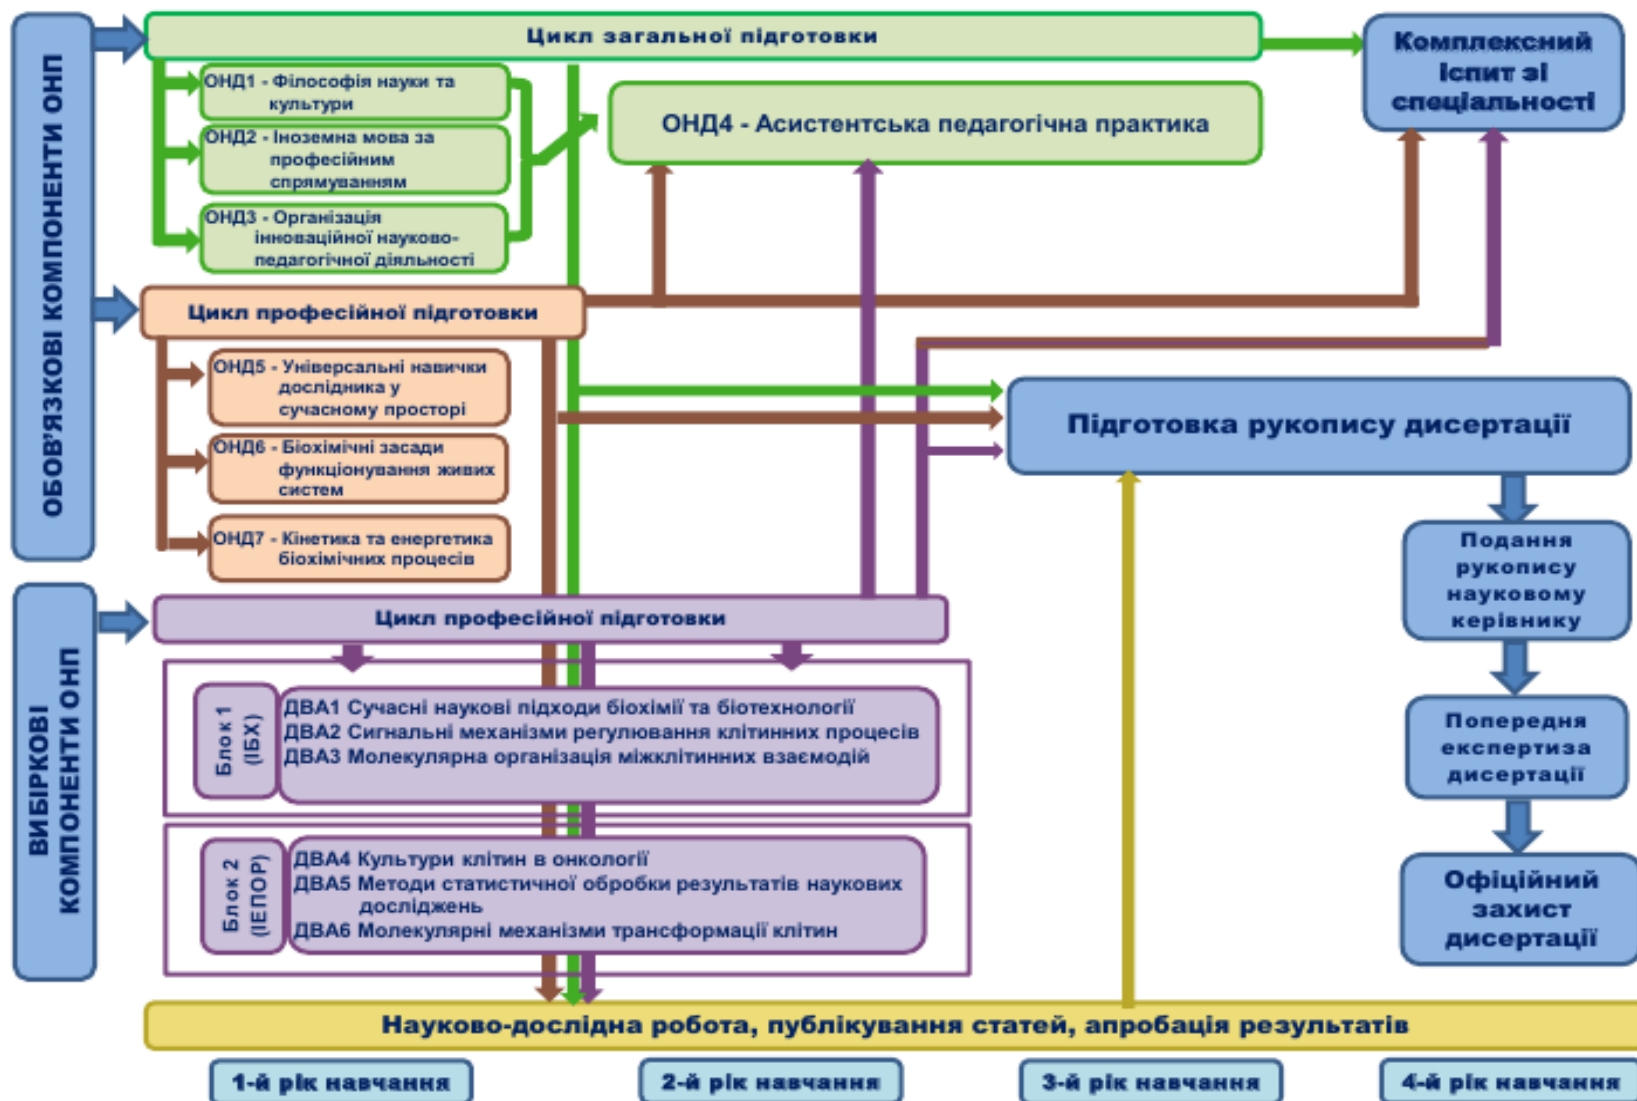 ОБОВ'ЯЗКОВІ КОМПОНЕНТИ ОНП
Цикл загальної підготовки
ОНД1 - Філософія науки та
культури
ОНД2 - Іноземна мова за
професійним
спрямуванням
ОНД3 - Організація
інноваційної науково-
педагогічної діяльності
ОНД4 - Асистентська педагогічна практика
Комплексний
іспит зі
спеціальності
Цикл професійної підготовки
ОНД5 - Універсальні навички
дослідника у
сучасному просторі
ОНД6 - Біохімічні засади
функціонування живих
систем
ОНД7 - Кінетика та енергетика
біохімічних процесів
Підготовка рукопису дисертації
Подання
рукопису
науковому
керівнику
Попередня
експертиза
дисертації
Офіційний
захист
дисертації
ВИБІРКОВІ
КОМПОНЕНТИ ОНП
Цикл професійної підготовки
Блок 1
(ІБХ)
ДВА1 Сучасні наукові підходи біохімії та біотехнології
ДВА2 Сигнальні механізми регулювання клітинних процесів
ДВА3 Молекулярна організація міжклітинних взаємодій
Блок 2
(ІЕПОР)
ДВА4 Культури клітин в онкології
ДВА5 Методи статистичної обробки результатів наукових
досліджень
ДВА6 Молекулярні механізми трансформації клітин
Науково-дослідна робота, публікування статей, апробація результатів
1-й рік навчання
2-й рік навчання
3-й рік навчання
4-й рік навчання